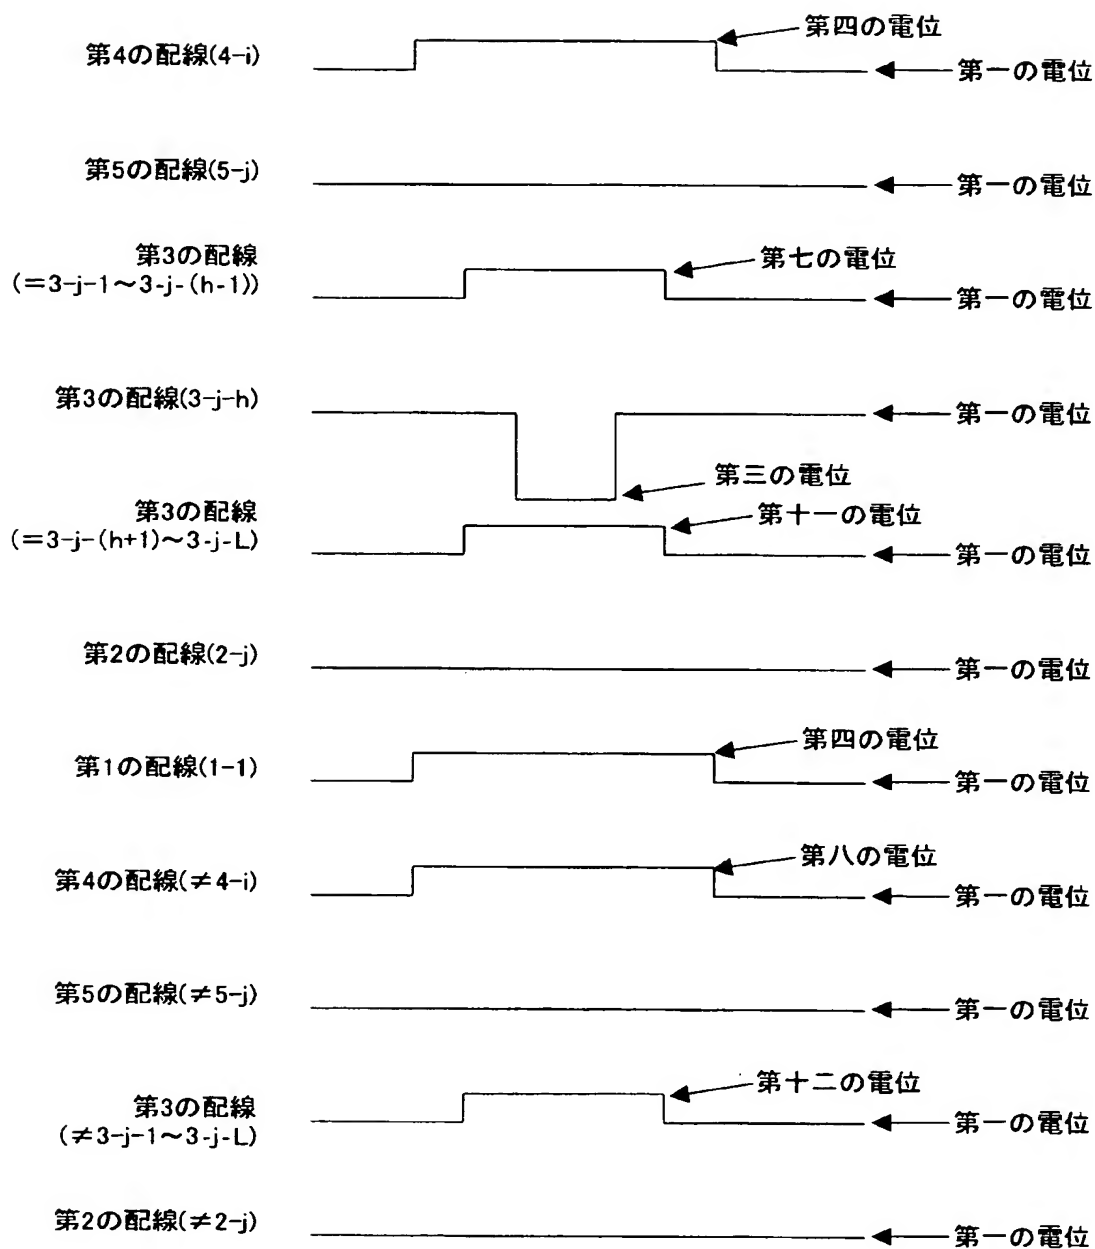 第四の電位
第4の配線(4-i)
第一の電位
第5の配線(5-j)
第一の電位
第3の配線
(=3-j-1~3-j-(h-1))
第七の電位
第一の電位
第3の配線(3-j-h)
第一の電位
第三の電位
第3の配線
(=3-j-(h+1)~3-j-L)
第十一の電位
第一の電位
第2の配線(2-j)
第一の電位
第四の電位
第1の配線(1-1)
第一の電位
第八の電位
第4の配線(≠4-i)
第一の電位
第5の配線(≠5-j)
第一の電位
第十二の電位
第3の配線
(≠3-j-1~3-j-L)
第一の電位
第2の配線(≠2-j)
第一の電位